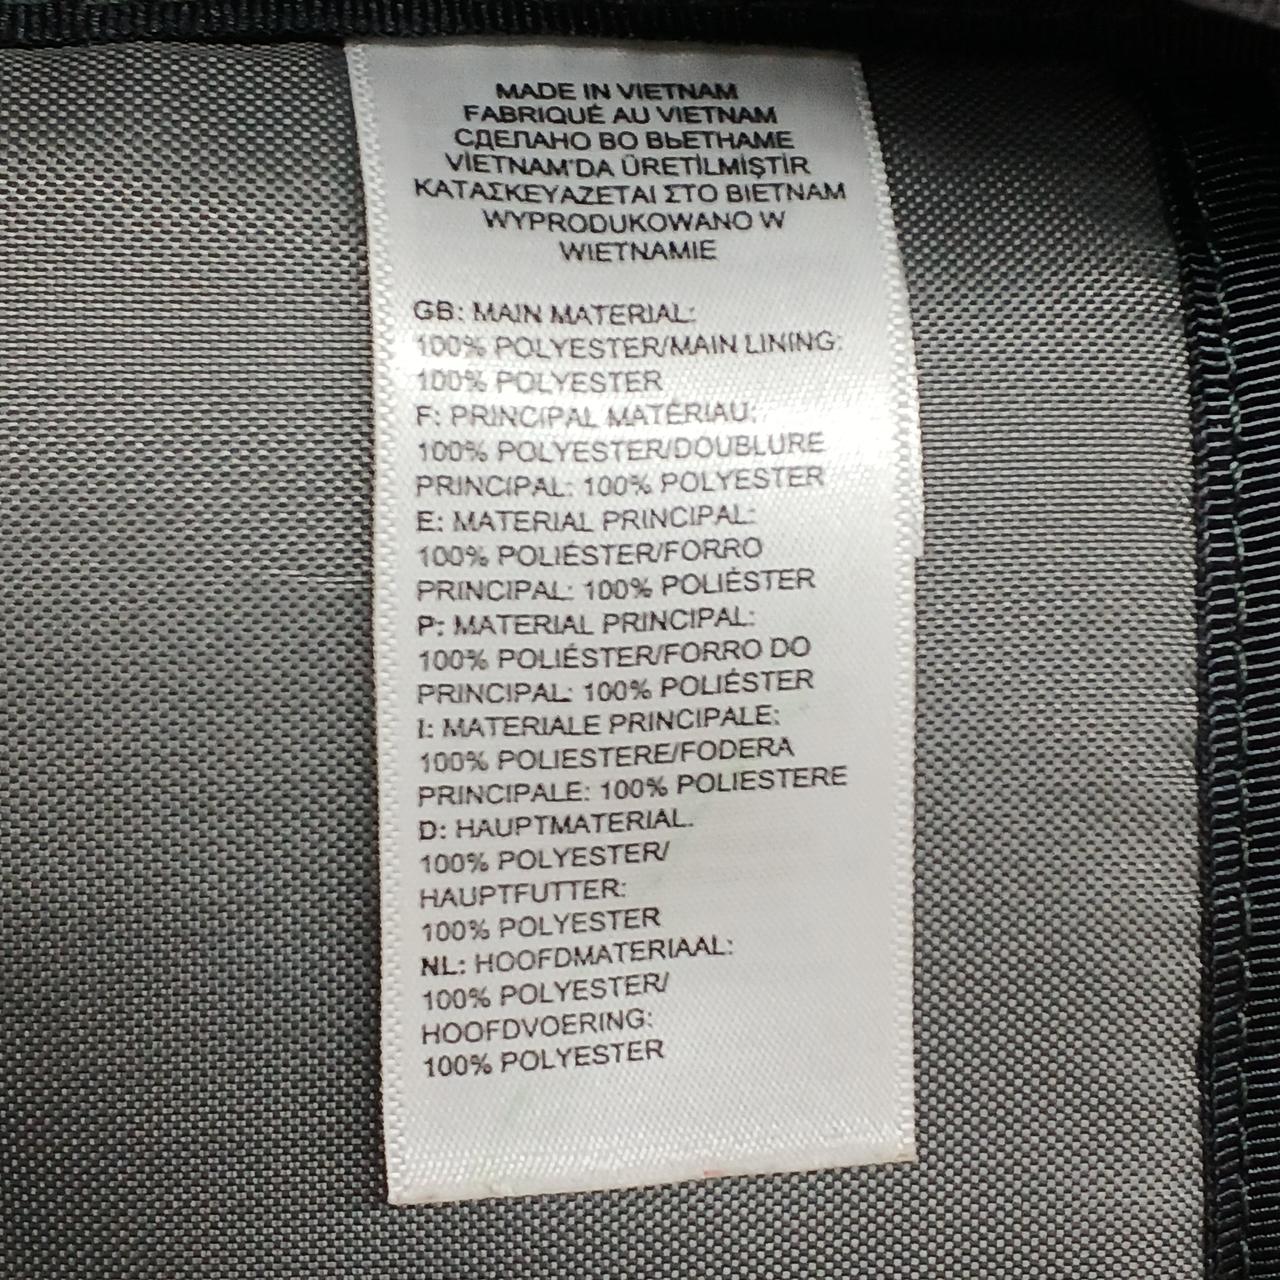 MADE IN VIETNAM
FABRIQUÉ AU VIETNAM
СДЕЛАНО ВО ВЬЕТНАМЕ
VİETNAM'DA ÜRETİLMİŞTİR
ΚΑΤΑΣΚΕΥΑΖΕΤΑΙ ΣΤΟ ΒΙΕΤΝΑΜ
WYPRODUKOWANO W
WIETNAMIE
GB: MAIN MATERIAL:
100% POLYESTER/MAIN LINING:
100% POLYESTER
F: PRINCIPAL MATÉRIAU:
100% POLYESTER/DOUBLURE
PRINCIPAL: 100% POLYESTER
E: MATERIAL PRINCIPAL:
100% POLIÉSTER/FORRO
PRINCIPAL: 100% POLIÉSTER
P: MATERIAL PRINCIPAL:
100% POLIÉSTER/FORRO DO
PRINCIPAL: 100% POLIÉSTER
I: MATERIALE PRINCIPALE:
100% POLIESTERE/FODERA
PRINCIPALE: 100% POLIESTERE
D: HAUPTMATERIAL:
100% POLYESTER/
HAUPTFUTTER:
100% POLYESTER
NL: HOOFDMATERIAAL:
100% POLYESTER/
HOOFDVOERING:
100% POLYESTER